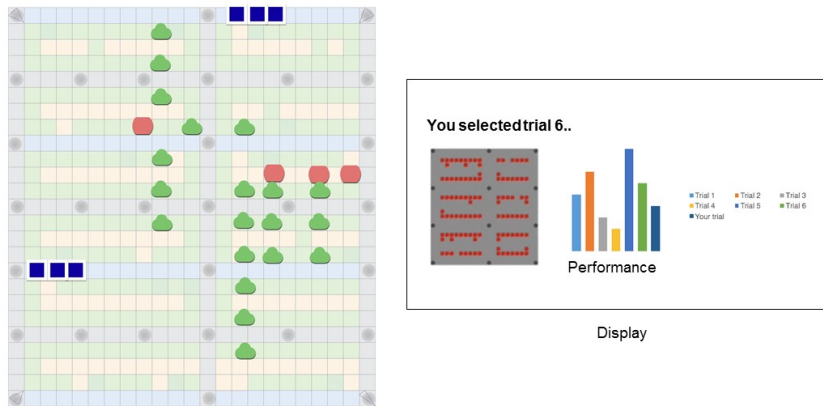 You selected trial 6..
Trial 1 Trial 2 Trial 3
Trial 4 Trial 5 Trial 6
Your trial
Performance
Display